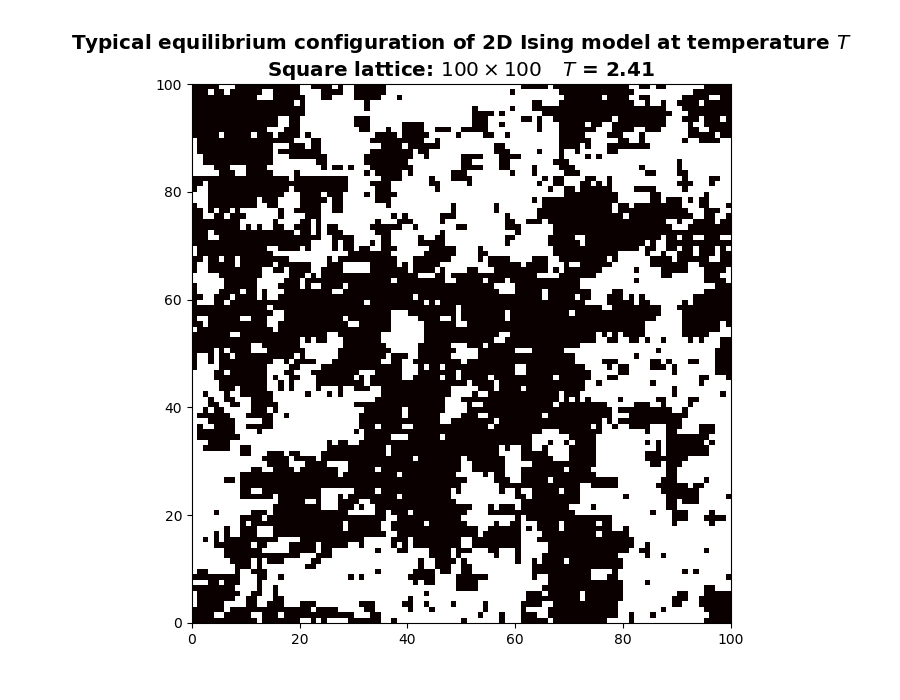 Typical equilibrium configuration of 2D Ising model at temperature T
Square lattice: 100 × 100 T = 2.41
100
80
60
40
20
0
0 20 40 60 80 100